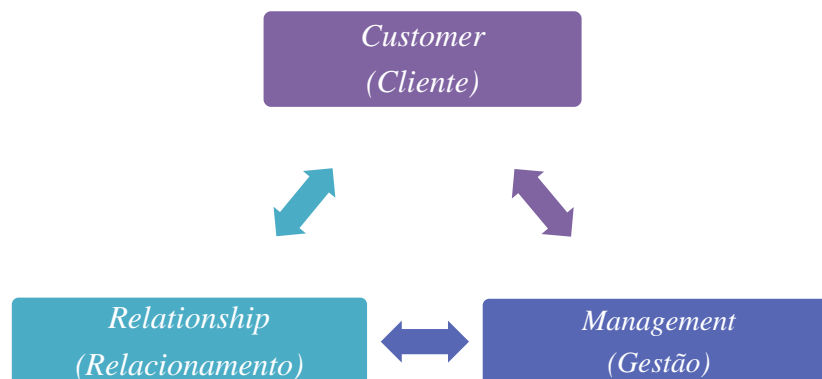 Customer
(Cliente)
Relationship
(Relacionamento)
Management
(Gestão)